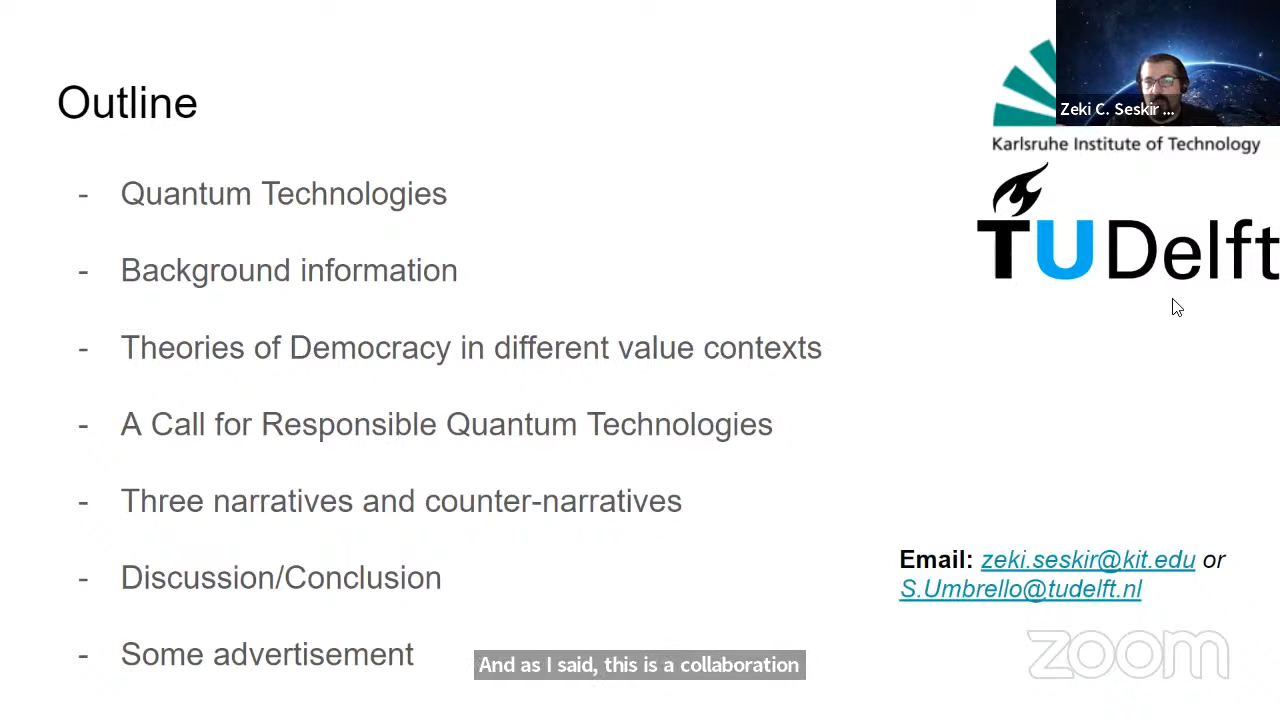 Outline
- Quantum Technologies
- Background information
- Theories of Democracy in different value contexts
- A Call for Responsible Quantum Technologies
- Three narratives and counter-narratives
- Discussion/Conclusion
- Some advertisement
Zeki C. Seskir ...
Karlsruhe Institute of Technology
TUDelft
Email: zeki.seskir@kit.edu or
S.Umbrello@tudelft.nl
zoom
And as I said, this is a collaboration